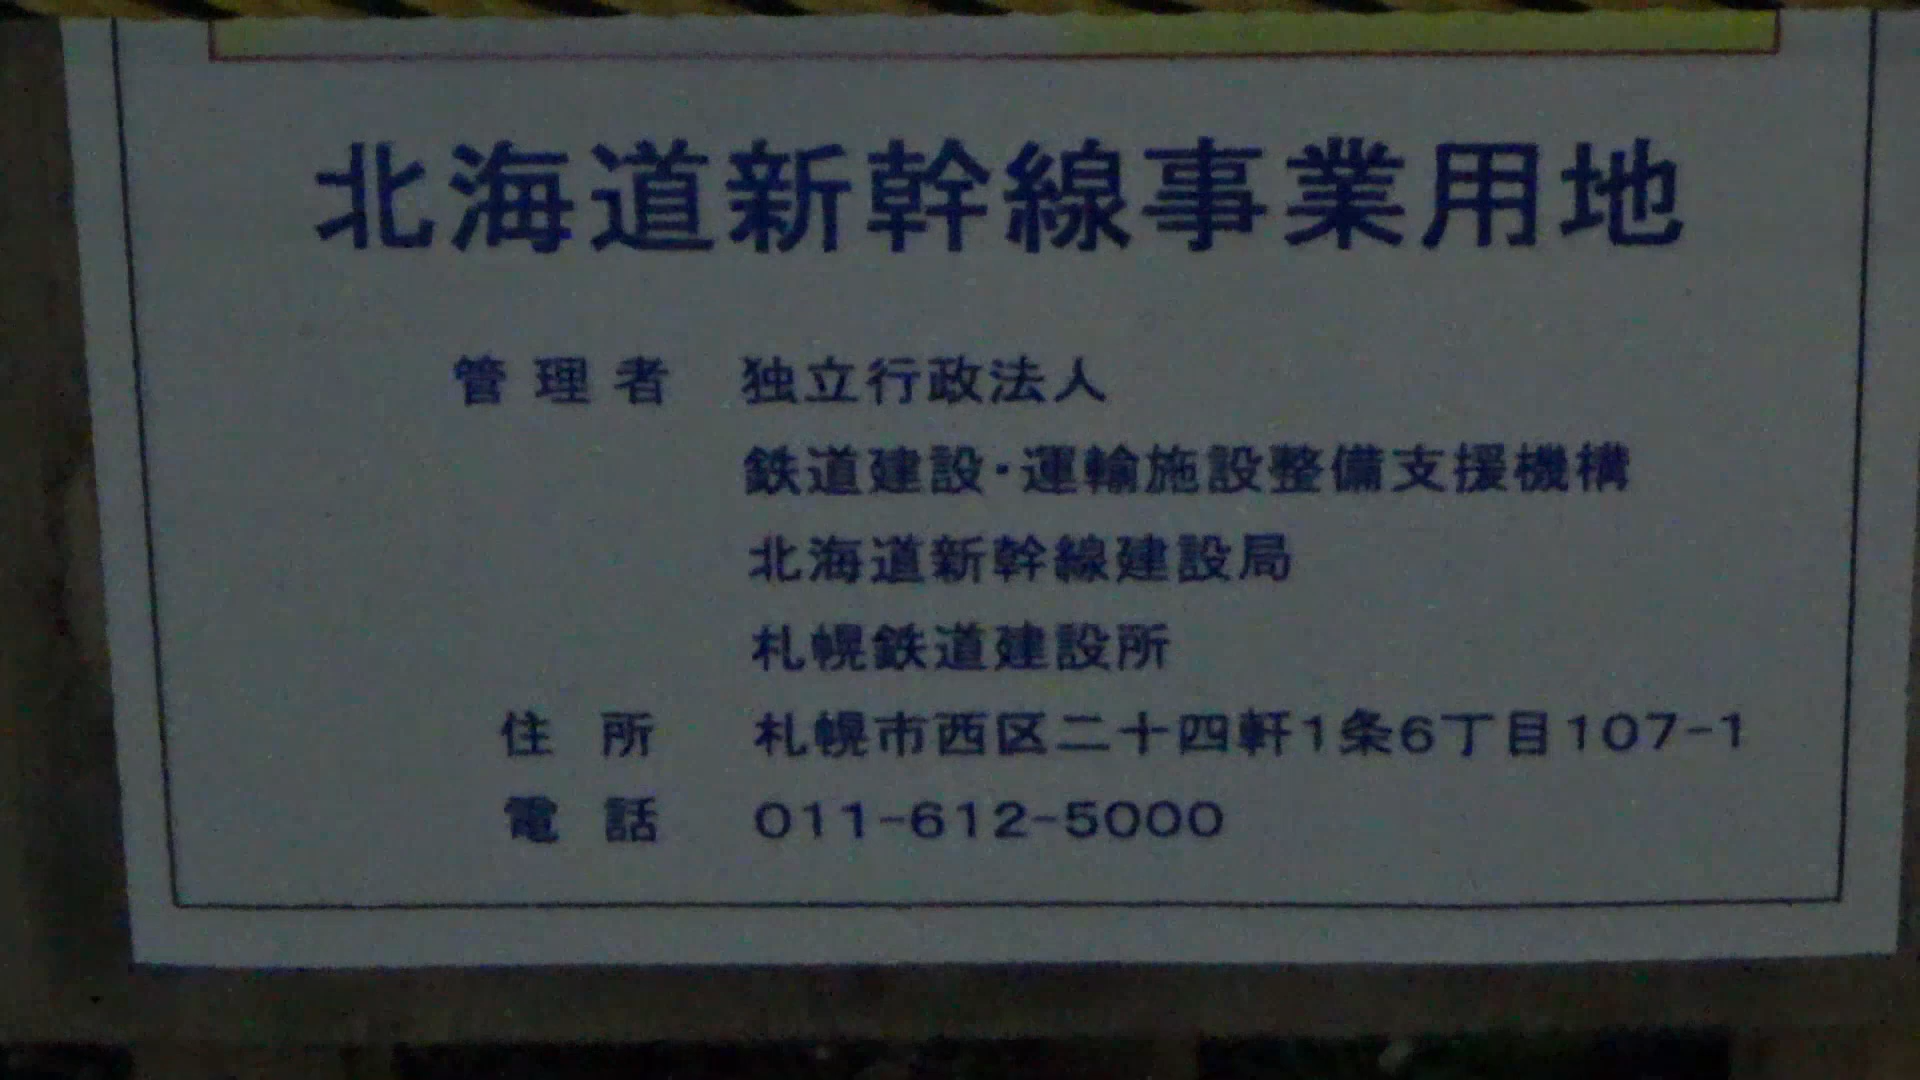 北海道新幹線事業用地
管理者 独立行政法人
鉄道建設・運輸施設整備支援機構
北海道新幹線建設局
札幌鉄道建設所
住所 札幌市西区二十四軒1条6丁目107-1
電話 011-612-5000